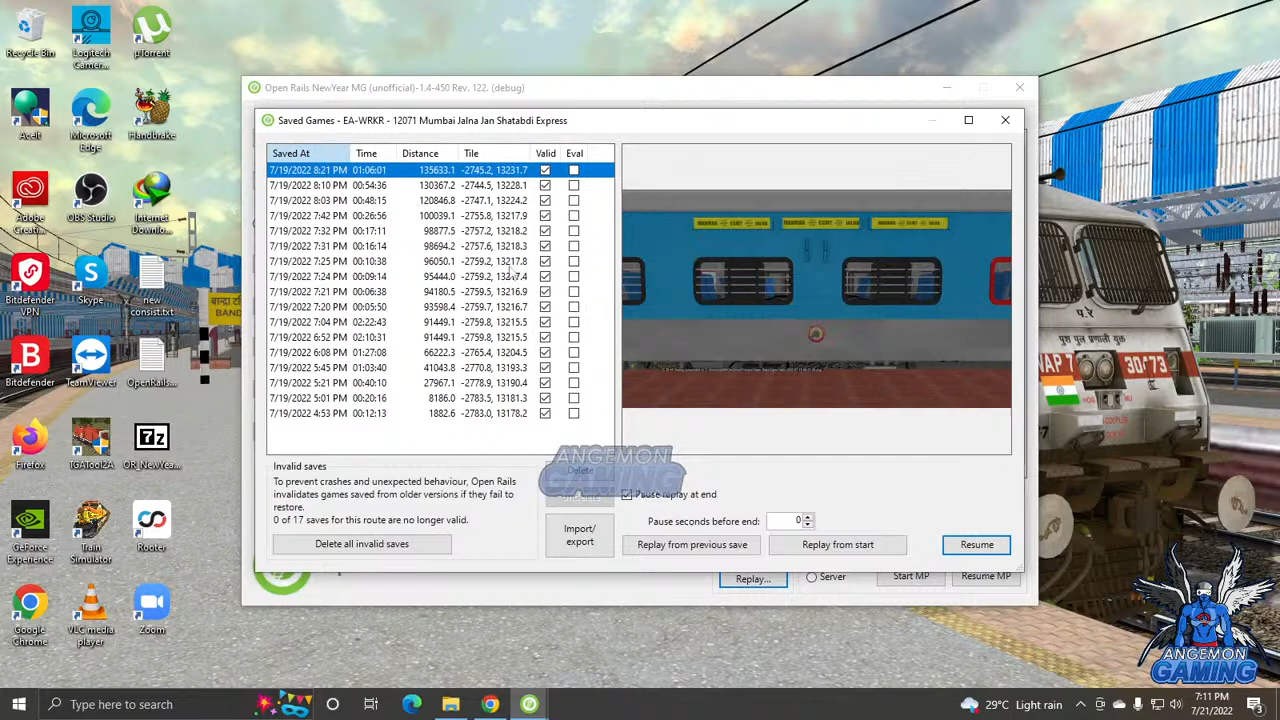 Recycle Bin
Logitech
Gamer...
µTorrent
AceIt
Microsoft
Edge
Handbrake
Adobe
Creati...
OBS Studio
Internet
Downlo...
Bitdefender
VPN
Skype
new
consist.txt
Bitdefender
TeamViewer
OpenRails...
Firefox
TGAToolZA
OR_NewYea...
GeForce
Experience
Train
Simulator
Rooter
Google
Chrome
VLC media
player
Zoom
Open Rails NewYear MG (unofficial)-1.4-450 Rev. 122. (debug)
Saved Games - EA-WRKR - 12071 Mumbai Jalna Jan Shatabdi Express
Saved At Time Distance Tile Valid Eval
7/19/2022 8:21 PM 01:06:01 135633.1 -2745.2, 13231.7
7/19/2022 8:10 PM 00:54:36 130367.2 -2744.5, 13228.1
7/19/2022 8:03 PM 00:48:15 120846.8 -2747.1, 13224.2
7/19/2022 7:42 PM 00:26:56 100039.1 -2755.8, 13217.9
7/19/2022 7:32 PM 00:17:11 98877.5 -2757.2, 13218.2
7/19/2022 7:31 PM 00:16:14 98694.2 -2757.6, 13218.3
7/19/2022 7:25 PM 00:10:38 96050.1 -2759.2, 13217.8
7/19/2022 7:24 PM 00:09:14 95444.0 -2759.2, 13217.4
7/19/2022 7:21 PM 00:06:38 94180.5 -2759.5, 13216.9
7/19/2022 7:20 PM 00:05:50 93598.4 -2759.7, 13216.7
7/19/2022 7:04 PM 02:22:43 91449.1 -2759.8, 13215.5
7/19/2022 6:52 PM 02:10:31 91449.1 -2759.8, 13215.5
7/19/2022 6:08 PM 01:27:08 66222.3 -2765.4, 13204.5
7/19/2022 5:45 PM 01:03:40 41043.8 -2770.8, 13193.3
7/19/2022 5:21 PM 00:40:10 27967.1 -2778.9, 13190.4
7/19/2022 5:01 PM 00:20:16 8186.0 -2783.5, 13181.3
7/19/2022 4:53 PM 00:12:13 1882.6 -2783.0, 13178.2
Invalid saves
To prevent crashes and unexpected behaviour, Open Rails
invalidates games saved from older versions if they fail to
restore.
0 of 17 saves for this route are no longer valid.
Delete all invalid saves
Delete
Import/
export
Pause replay at end
Pause seconds before end: 0
Replay from previous save
Replay from start
Resume
Replay...
Server
Start MP
Resume MP
ANGEMON
GAMING
WAP 7
30173
HOG
ANGEMON
GAMING
Type here to search
29°C Light rain
7:11 PM
7/21/2022
3